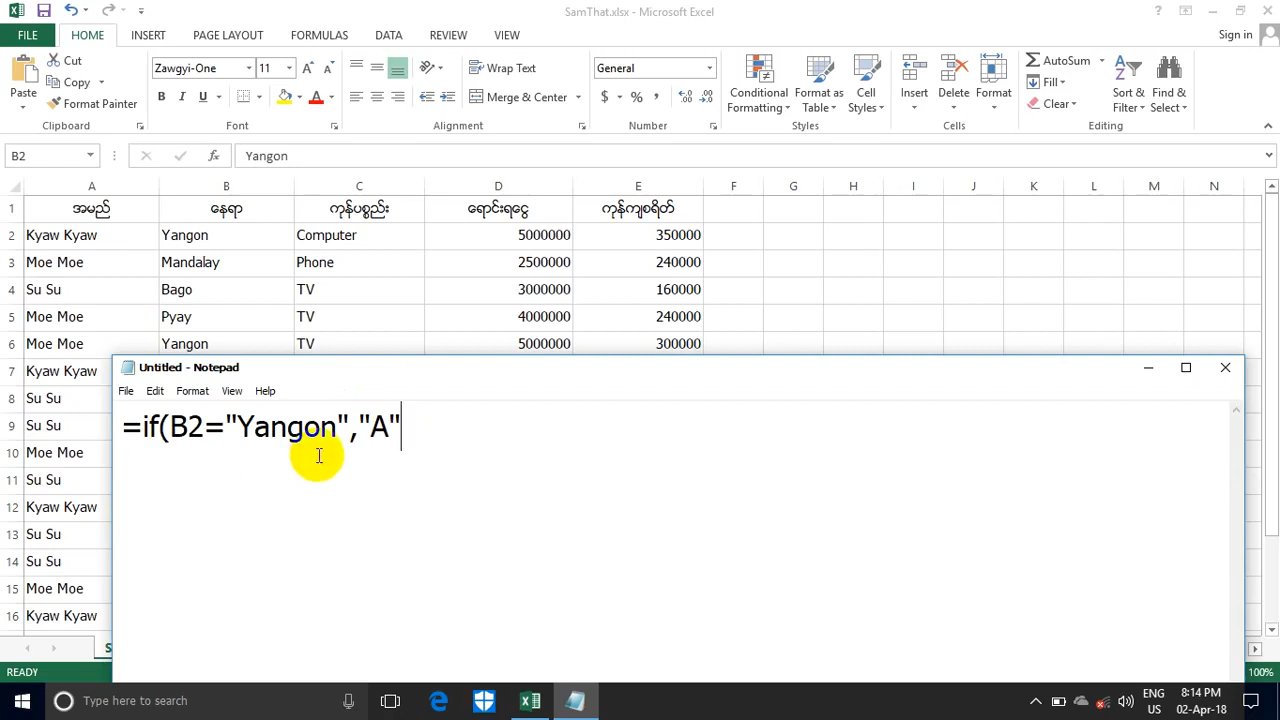 SamThat.xlsx - Microsoft Excel
FILE HOME INSERT PAGE LAYOUT FORMULAS DATA REVIEW VIEW Sign in
Paste Cut Copy Format Painter
Clipboard
Zawgyi-One 11
B I U
Font
Wrap Text
Merge & Center
Alignment
General
$ % ,
Number
Conditional Formatting Format as Table Cell Styles
Styles
Insert Delete Format
Cells
AutoSum
Fill
Clear
Sort & Filter Find & Select
Editing
B2 fx Yangon
A B C D E F G H I J K L M N
1 အမည် နေရာ ကုန်ပစ္စည်း ရောင်းရငွေ ကုန်ကျစရိတ်
2 Kyaw Kyaw Yangon Computer 5000000 350000
3 Moe Moe Mandalay Phone 2500000 240000
4 Su Su Bago TV 3000000 160000
5 Moe Moe Pyay TV 4000000 240000
6 Moe Moe Yangon TV 5000000 300000
7 Kyaw Kyaw
8 Su Su
9 Su Su
10 Moe Moe
11 Su Su
12 Kyaw Kyaw
13 Su Su
14 Su Su
15 Moe Moe
16 Kyaw Kyaw
Untitled - Notepad
File Edit Format View Help
=if(B2="Yangon","A"
S
READY 100%
Type here to search
ENG
US
8:14 PM
02-Apr-18